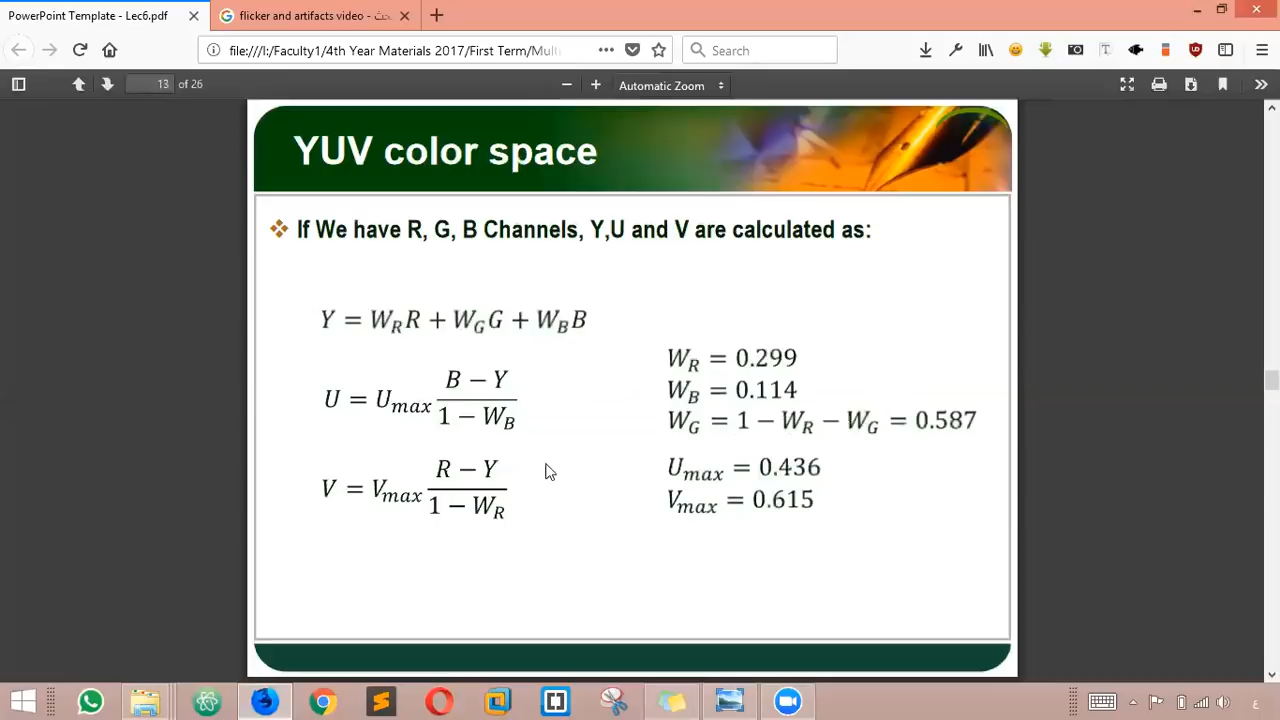 PowerPoint Template - Lec6.pdf
flicker and artifacts video - بحث
file:///I:/Faculty1/4th Year Materials 2017/First Term/Mult
Search
13 of 26
Automatic Zoom
YUV color space
If We have R, G, B Channels, Y,U and V are calculated as:
Y = W_R R + W_G G + W_B B
U = U_max (B − Y) / (1 − W_B)
V = V_max (R − Y) / (1 − W_R)
W_R = 0.299
W_B = 0.114
W_G = 1 − W_R − W_G = 0.587
U_max = 0.436
V_max = 0.615
ع